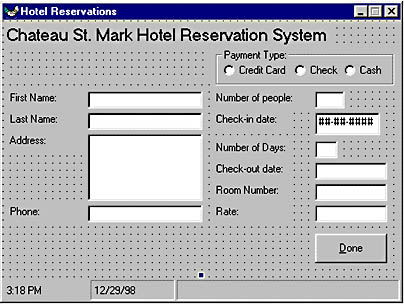 Hotel Reservations
Chateau St. Mark Hotel Reservation System
Payment Type:
Credit Card Check Cash
First Name: Number of people:
Last Name: Check-in date: ##-##-####
Address:
Number of Days:
Check-out date:
Room Number:
Phone: Rate:
Done
3:18 PM 12/29/98